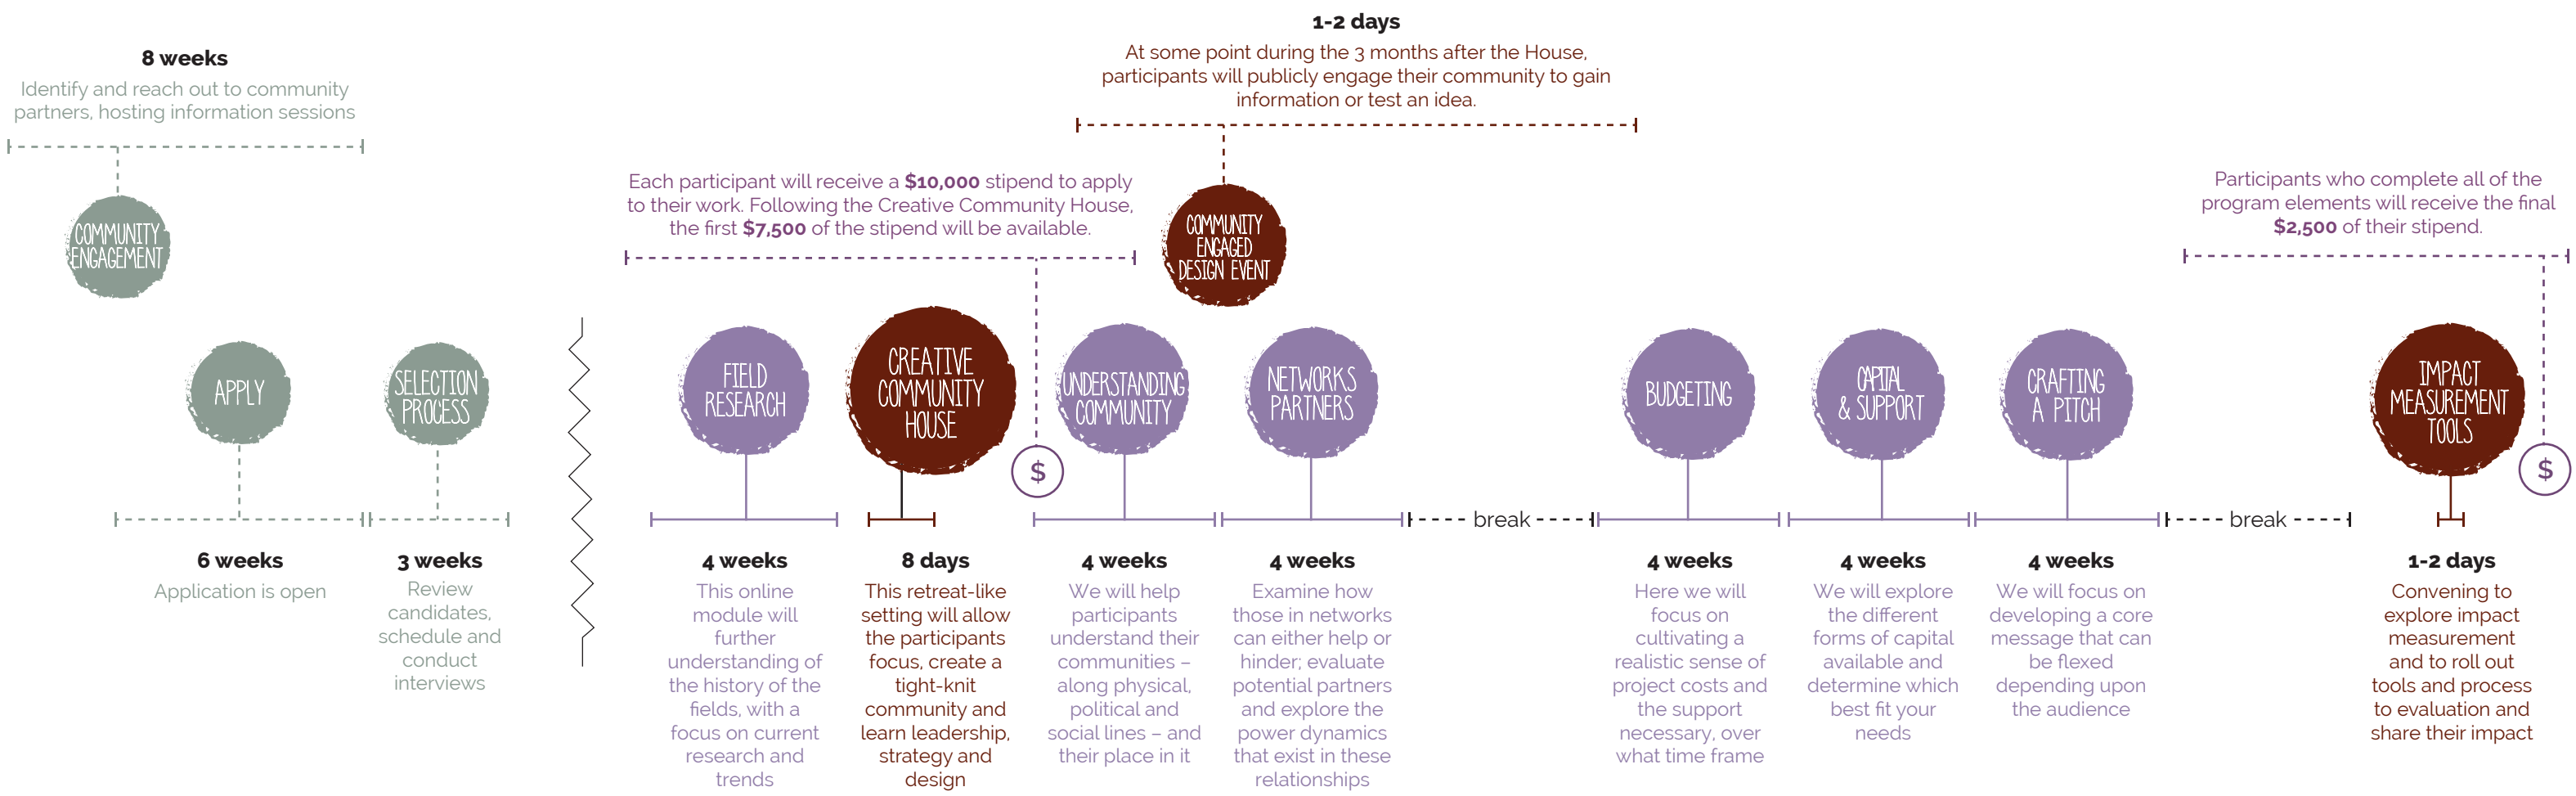 8 weeks
Identify and reach out to community
partners, hosting information sessions
COMMUNITY
ENGAGEMENT
APPLY
6 weeks
Application is open
SELECTION
PROCESS
3 weeks
Review
candidates,
schedule and
conduct
interviews
Each participant will receive a $10,000 stipend to apply
to their work. Following the Creative Community House,
the first $7,500 of the stipend will be available.
$
1-2 days
At some point during the 3 months after the House,
participants will publicly engage their community to gain
information or test an idea.
COMMUNITY
ENGAGED
DESIGN EVENT
FIELD
RESEARCH
4 weeks
This online
module will
further
understanding of
the history of the
fields, with a
focus on current
research and
trends
CREATIVE
COMMUNITY
HOUSE
8 days
This retreat-like
setting will allow
the participants
focus, create a
tight-knit
community and
learn leadership,
strategy and
design
UNDERSTANDING
COMMUNITY
4 weeks
We will help
participants
understand their
communities –
along physical,
political and
social lines – and
their place in it
NETWORKS
PARTNERS
4 weeks
Examine how
those in networks
can either help or
hinder; evaluate
potential partners
and explore the
power dynamics
that exist in these
relationships
break
BUDGETING
4 weeks
Here we will
focus on
cultivating a
realistic sense of
project costs and
the support
necessary, over
what time frame
CAPITAL
& SUPPORT
4 weeks
We will explore
the different
forms of capital
available and
determine which
best fit your
needs
CRAFTING
A PITCH
4 weeks
We will focus on
developing a core
message that can
be flexed
depending upon
the audience
break
Participants who complete all of the
program elements will receive the final
$2,500 of their stipend.
$
IMPACT
MEASUREMENT
TOOLS
1-2 days
Convening to
explore impact
measurement
and to roll out
tools and process
to evaluation and
share their impact